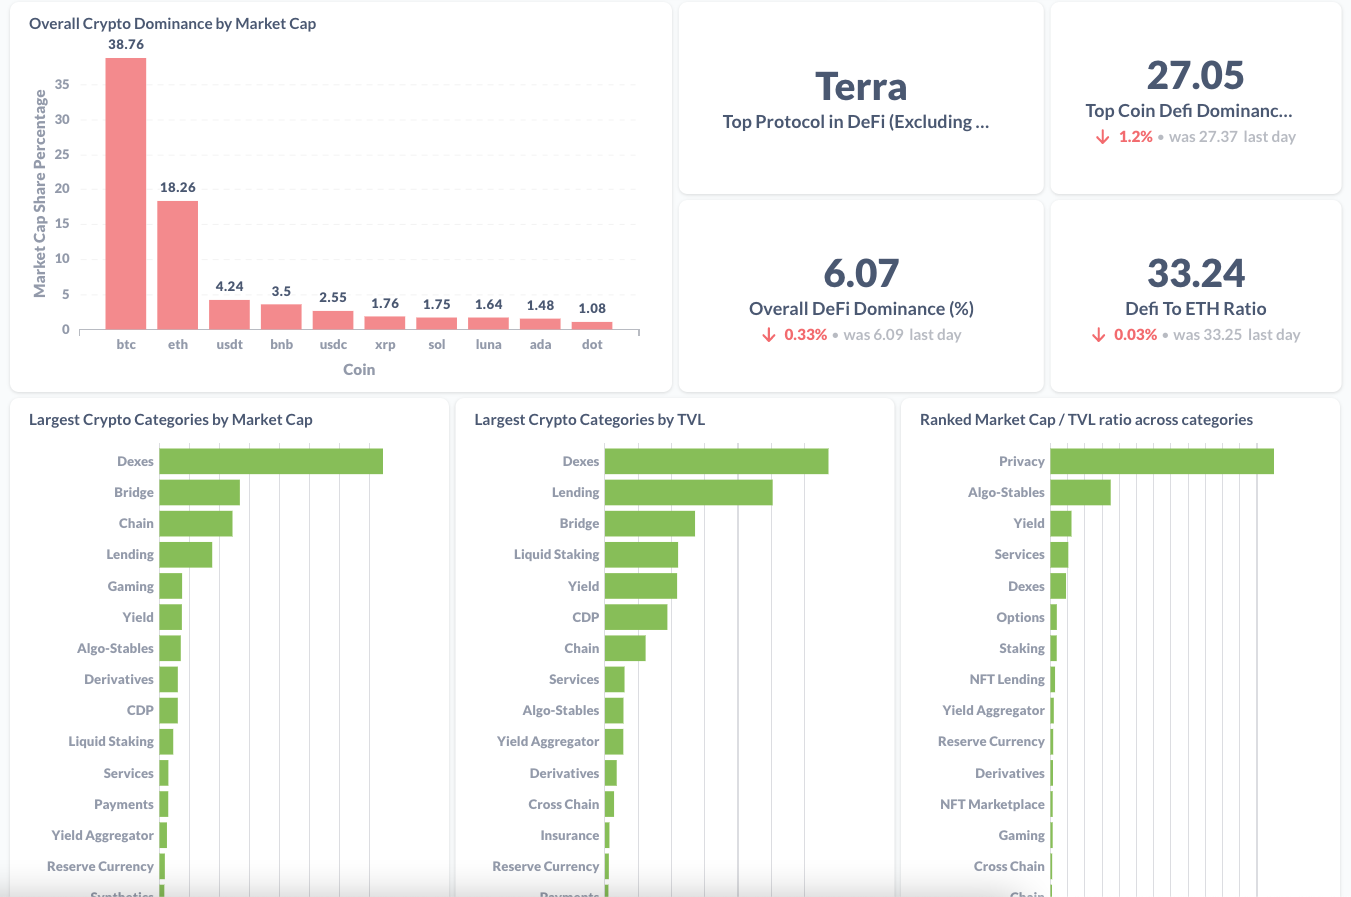 Overall Crypto Dominance by Market Cap
38.76
35
30
25
20
15
10
5
0
Market Cap Share Percentage
18.26
4.24
3.5
2.55
1.76
1.75
1.64
1.48
1.08
btc
eth
usdt
bnb
usdc
xrp
sol
luna
ada
dot
Coin
Terra
Top Protocol in DeFi (Excluding ...
27.05
Top Coin Defi Dominanc...
↓ 1.2% • was 27.37 last day
6.07
Overall DeFi Dominance (%)
↓ 0.33% • was 6.09 last day
33.24
Defi To ETH Ratio
↓ 0.03% • was 33.25 last day
Largest Crypto Categories by Market Cap
Dexes
Bridge
Chain
Lending
Gaming
Yield
Algo-Stables
Derivatives
CDP
Liquid Staking
Services
Payments
Yield Aggregator
Reserve Currency
Synthetics
Largest Crypto Categories by TVL
Dexes
Lending
Bridge
Liquid Staking
Yield
CDP
Chain
Services
Algo-Stables
Yield Aggregator
Derivatives
Cross Chain
Insurance
Reserve Currency
Payments
Ranked Market Cap / TVL ratio across categories
Privacy
Algo-Stables
Yield
Services
Dexes
Options
Staking
NFT Lending
Yield Aggregator
Reserve Currency
Derivatives
NFT Marketplace
Gaming
Cross Chain
Chain